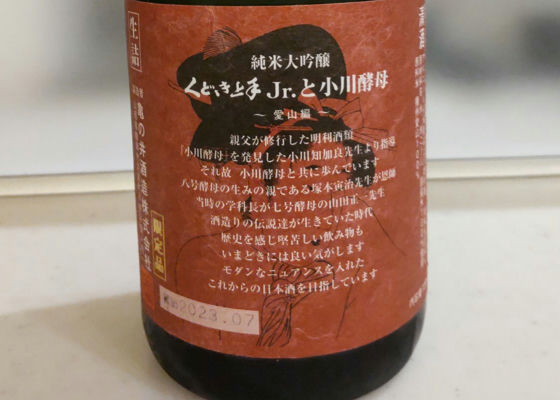 純米大吟醸
くどき上手 Jr.と小川酵母
～ 愛山編 ～
親父が修行した明利酒類
「小川酵母」を発見した小川知加良先生より指導
それ故 小川酵母と共に歩んでいます
八号酵母の生みの親である塚本寅治先生が恩師
当時の学科長が七号酵母の山田正一先生
酒造りの伝説達が生きていた時代
歴史を感じ堅苦しい飲み物も
いまどきには良い気がします
モダンなニュアンスを入れた
これからの日本酒を目指しています
2023.07
生詰
亀の井酒造株式会社
限定品
清酒